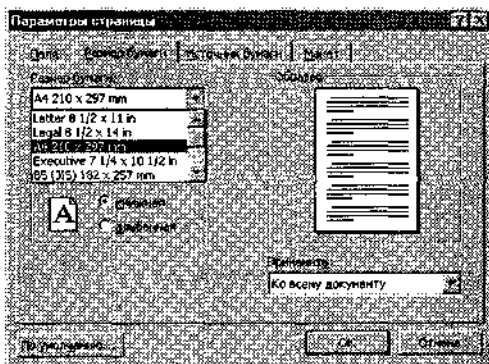 Параметры страницы
Поля Размер бумаги Источник бумаги Макет
Размер бумаги:
Образец
A4 210 x 297 mm
Letter 8 1/2 x 11 in
Legal 8 1/2 x 14 in
A4 210 x 297 mm
Executive 7 1/4 x 10 1/2 in
B5 (JIS) 182 x 257 mm
A
книжная
альбомная
Применить:
Ко всему документу
По умолчанию...
ОК
Отмена